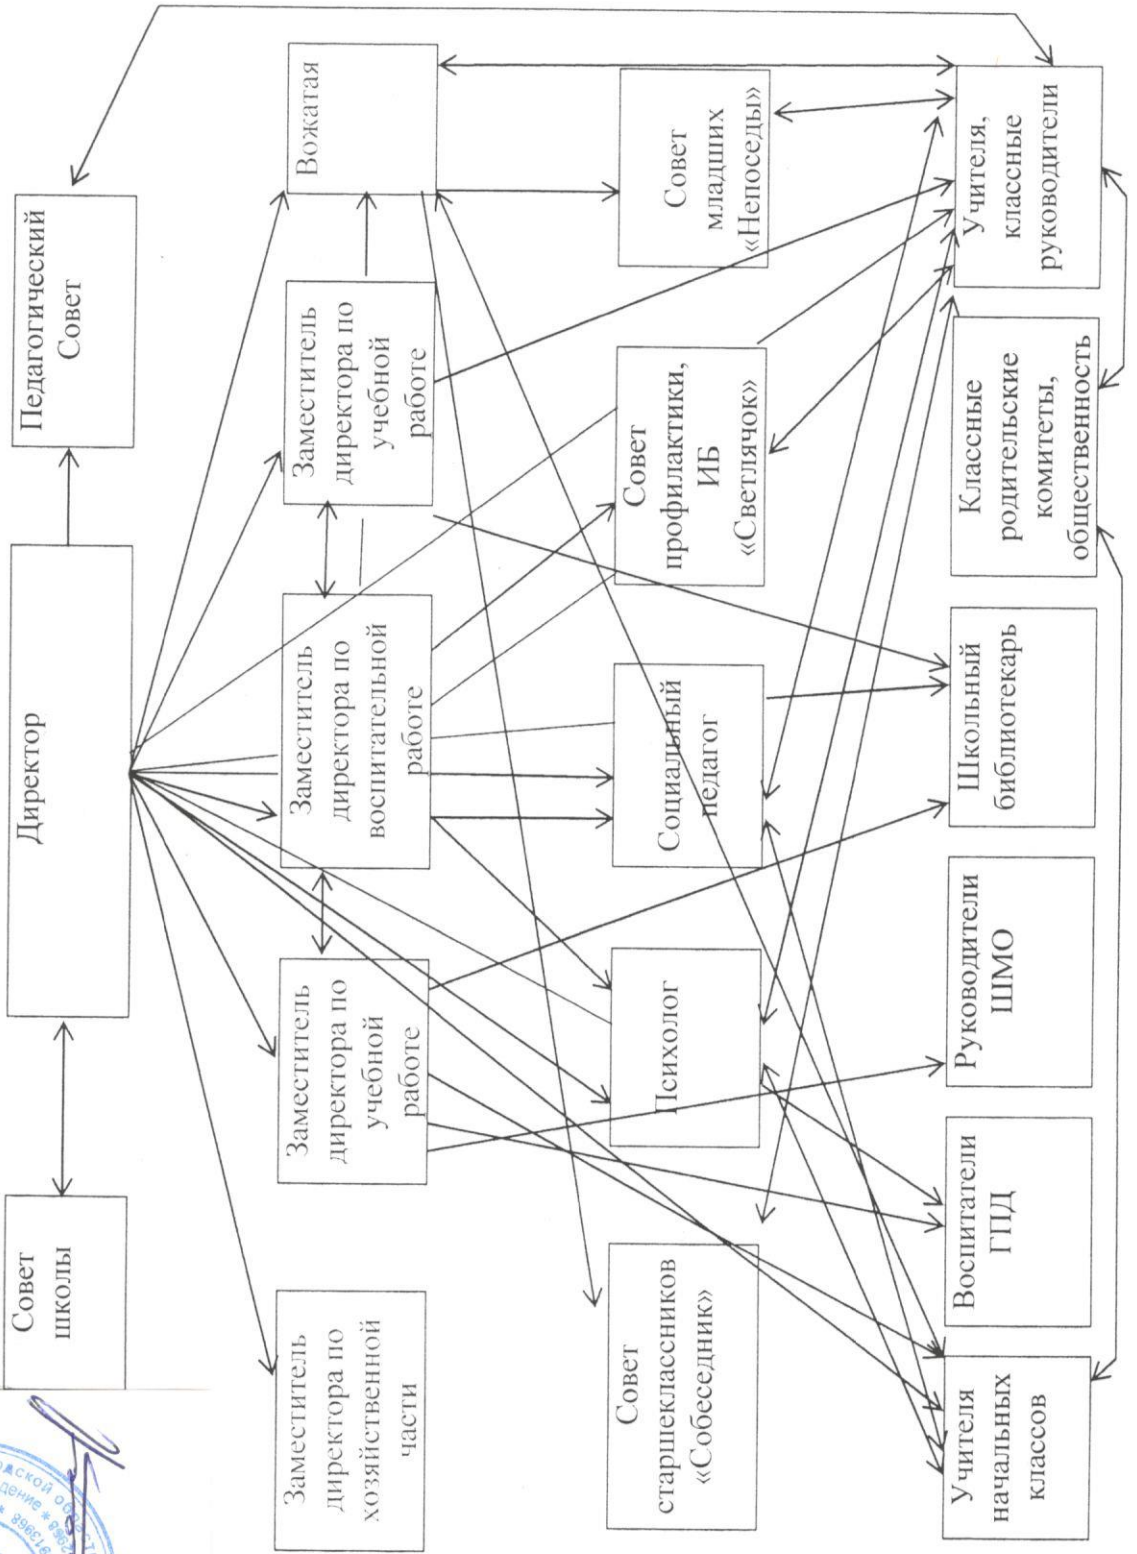 Совет
школы
Директор
Педагогический
Совет
Заместитель
директора по
хозяйственной
части
Заместитель
директора по
учебной
работе
Заместитель
директора по
воспитательной
работе
Заместитель
директора по
учебной
работе
Вожатая
Совет
старшеклассников
«Собеседник»
Психолог
Социальный
педагог
Совет
профилактики,
ИБ
«Светлячок»
Совет
младших
«Непоседы»
Учителя
начальных
классов
Воспитатели
ГПД
Руководители
ШМО
Школьный
библиотекарь
Классные
родительские
комитеты,
общественность
Учителя,
классные
руководители